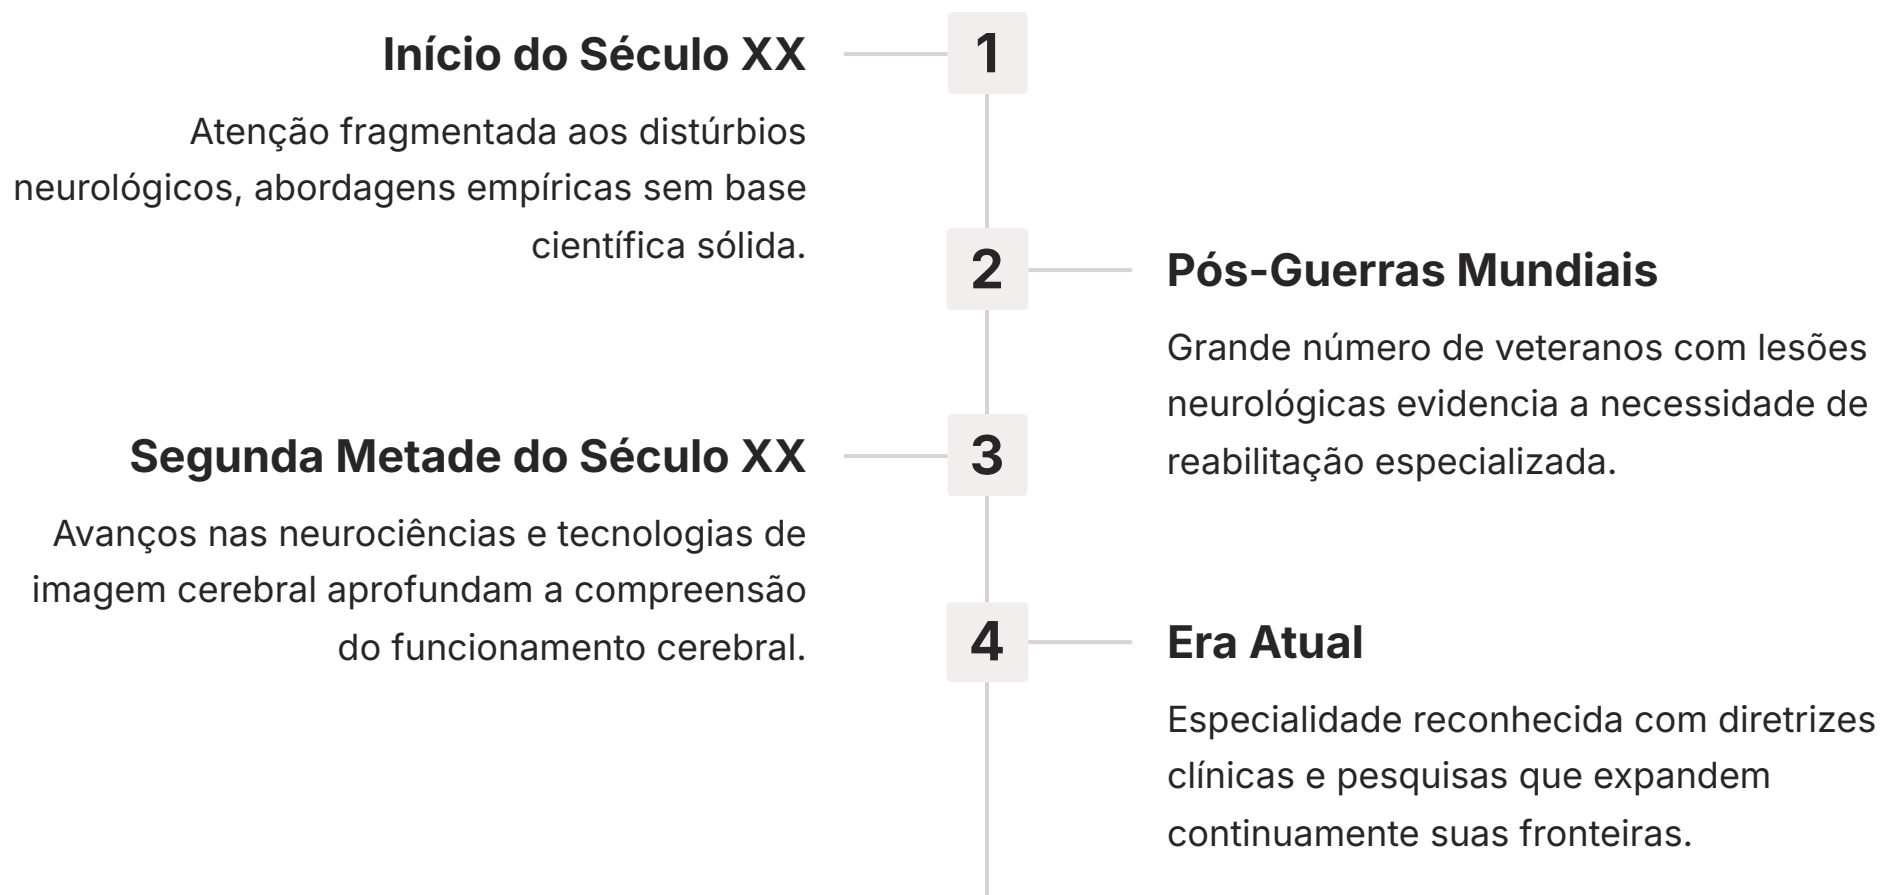 1
Início do Século XX
Atenção fragmentada aos distúrbios
neurológicos, abordagens empíricas sem base
científica sólida.
2
Pós-Guerras Mundiais
Grande número de veteranos com lesões
neurológicas evidencia a necessidade de
reabilitação especializada.
3
Segunda Metade do Século XX
Avanços nas neurociências e tecnologias de
imagem cerebral aprofundam a compreensão
do funcionamento cerebral.
4
Era Atual
Especialidade reconhecida com diretrizes
clínicas e pesquisas que expandem
continuamente suas fronteiras.